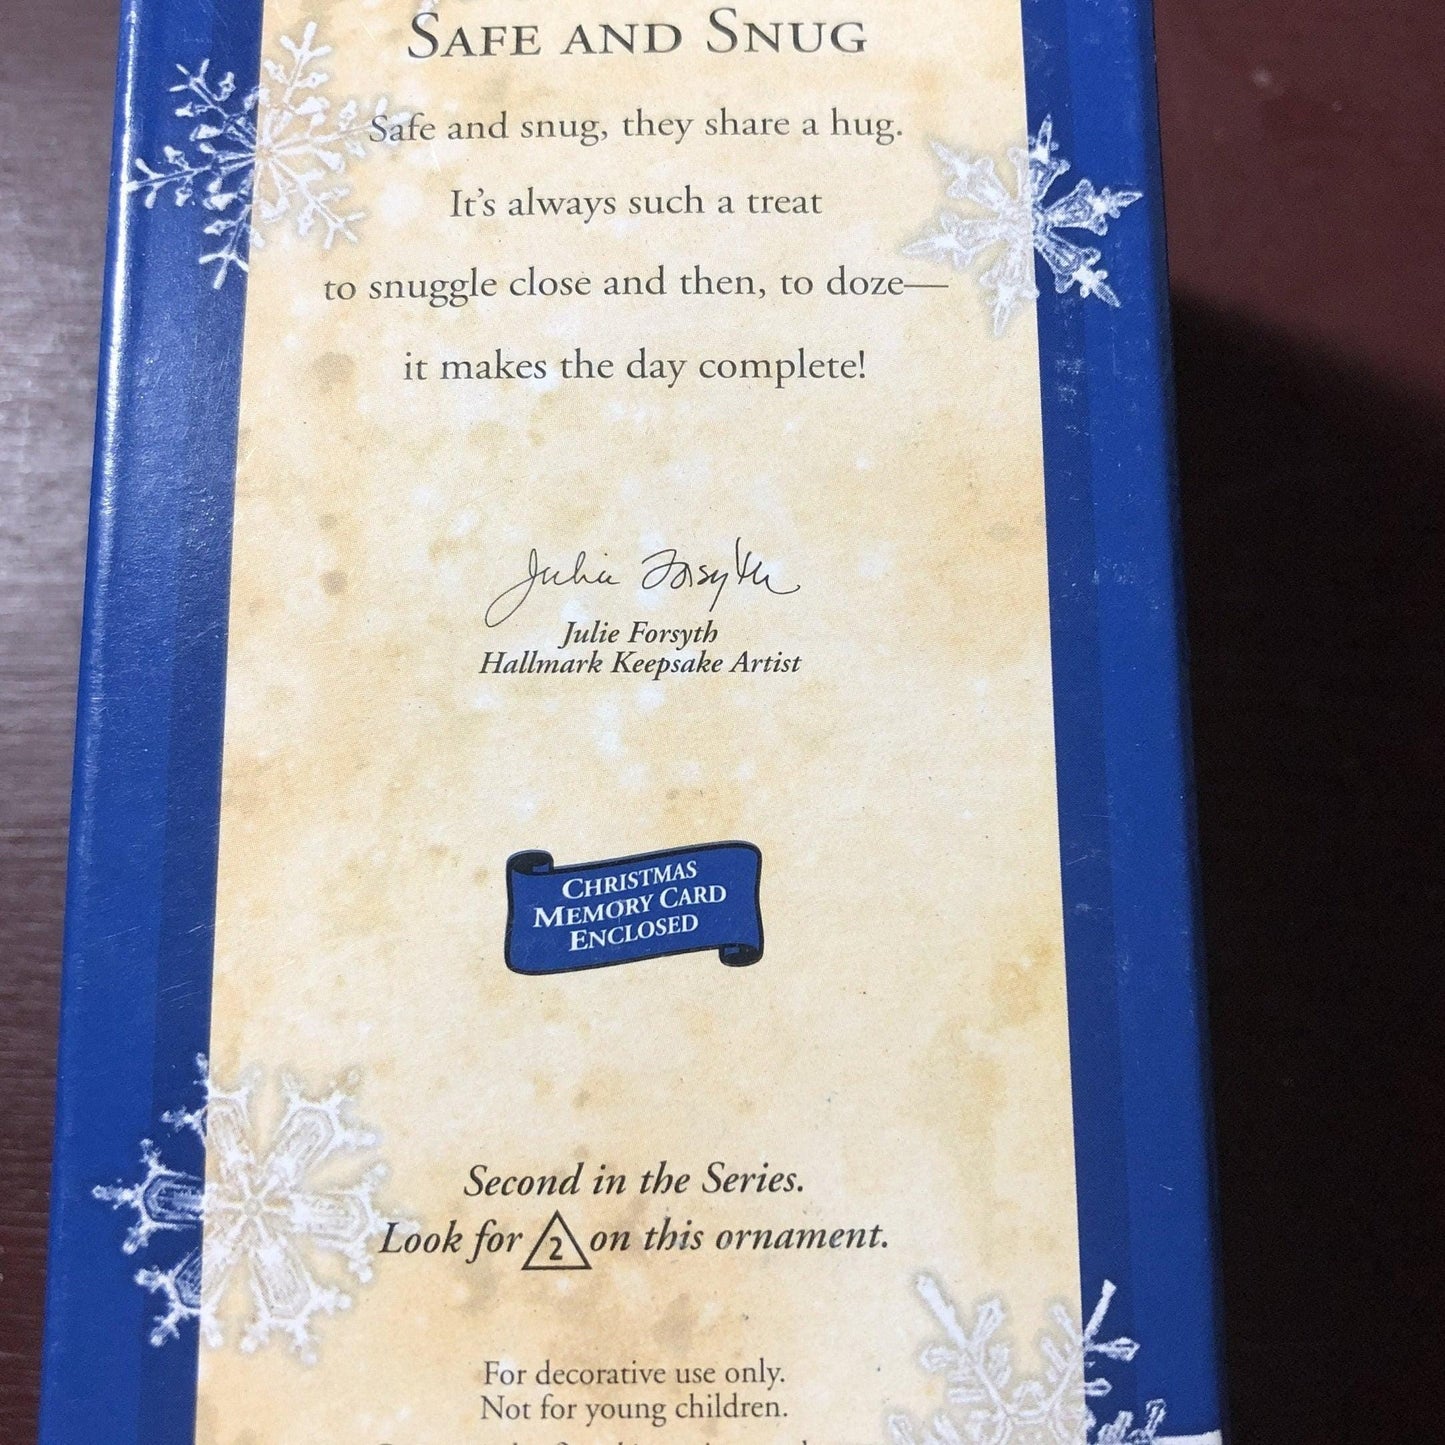 SAFE AND SNUG
Safe and snug, they share a hug.
It's always such a treat
to snuggle close and then, to doze—
it makes the day complete!
Julie Forsyth
Julie Forsyth
Hallmark Keepsake Artist
CHRISTMAS
MEMORY CARD
ENCLOSED
Second in the Series.
Look for 2 on this ornament.
For decorative use only.
Not for young children.